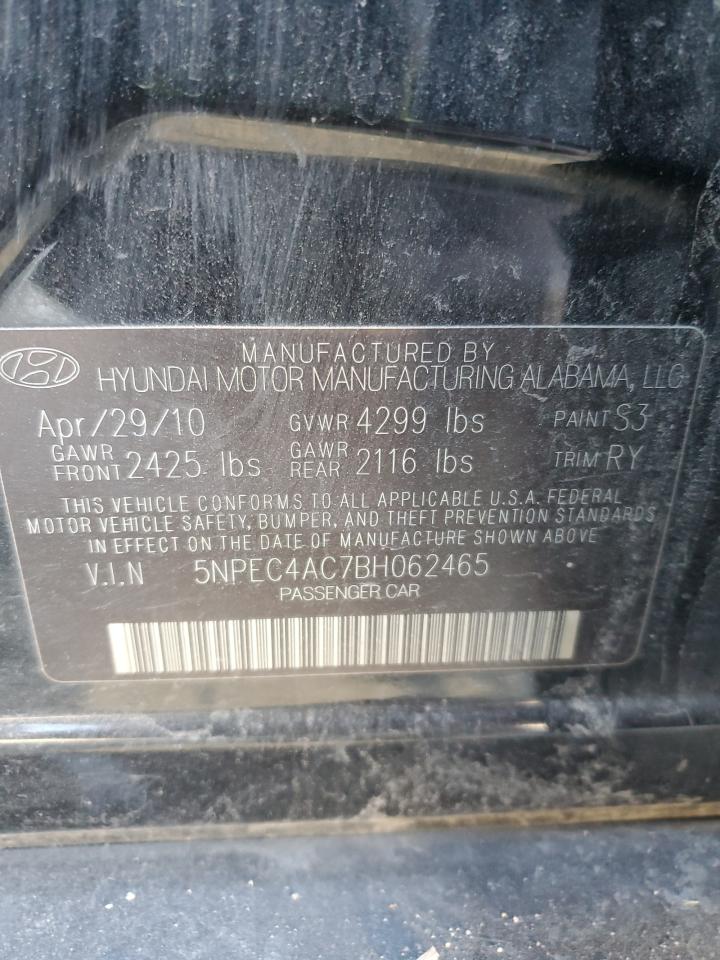 MANUFACTURED BY
HYUNDAI MOTOR MANUFACTURING ALABAMA, LLC
Apr/29/10 GVWR 4299 lbs PAINT S3
GAWR FRONT 2425 lbs GAWR REAR 2116 lbs TRIM RY
THIS VEHICLE CONFORMS TO ALL APPLICABLE U.S.A. FEDERAL
MOTOR VEHICLE SAFETY, BUMPER, AND THEFT PREVENTION STANDARDS
IN EFFECT ON THE DATE OF MANUFACTURE SHOWN ABOVE
V.I.N 5NPEC4AC7BH062465
PASSENGER CAR